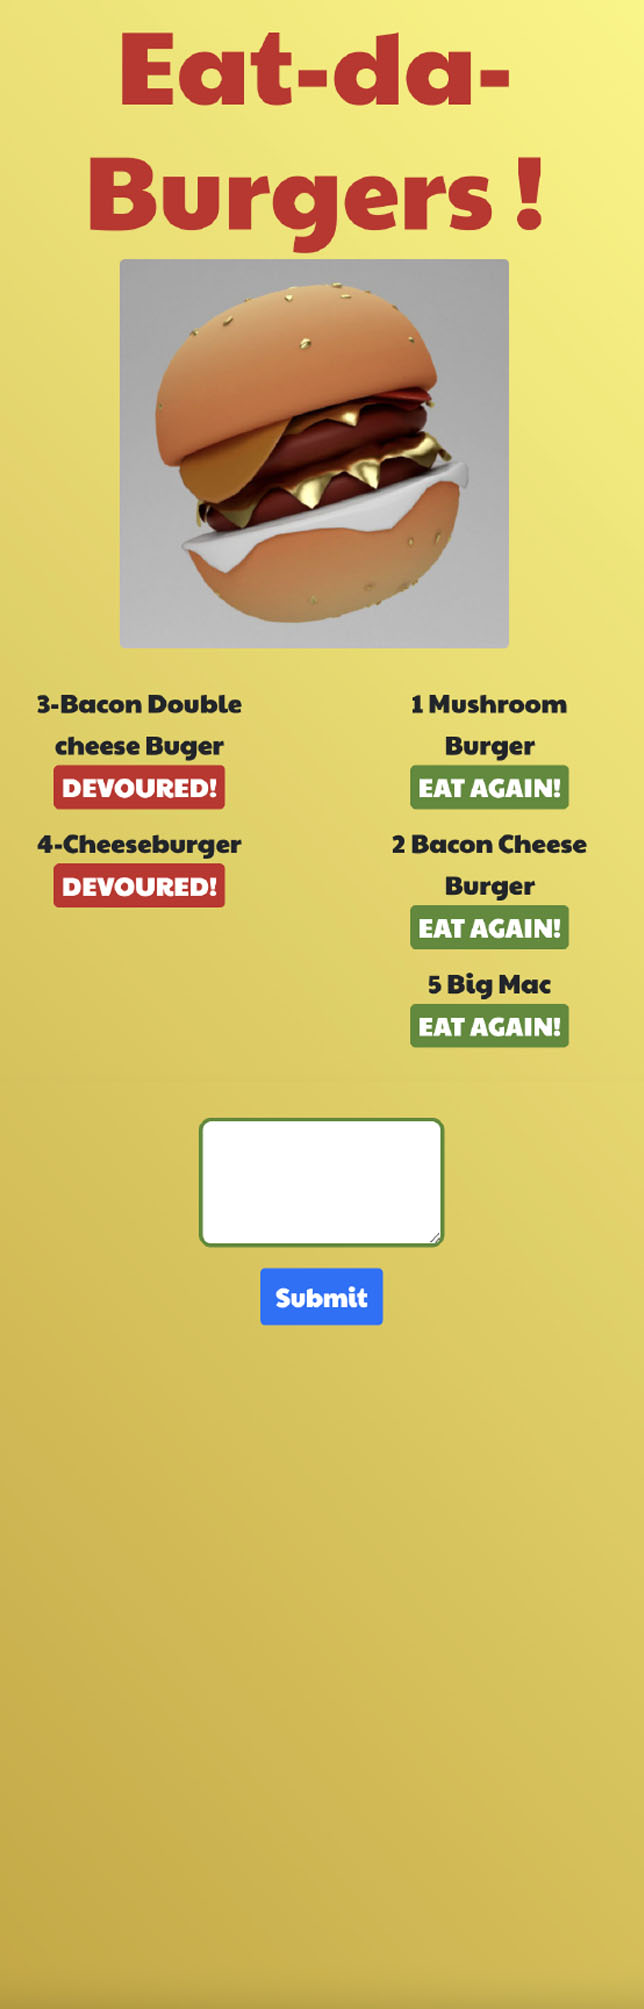 Eat-da-
Burgers !
3-Bacon Double
cheese Buger
DEVOURED!
4-Cheeseburger
DEVOURED!
1 Mushroom
Burger
EAT AGAIN!
2 Bacon Cheese
Burger
EAT AGAIN!
5 Big Mac
EAT AGAIN!
Submit